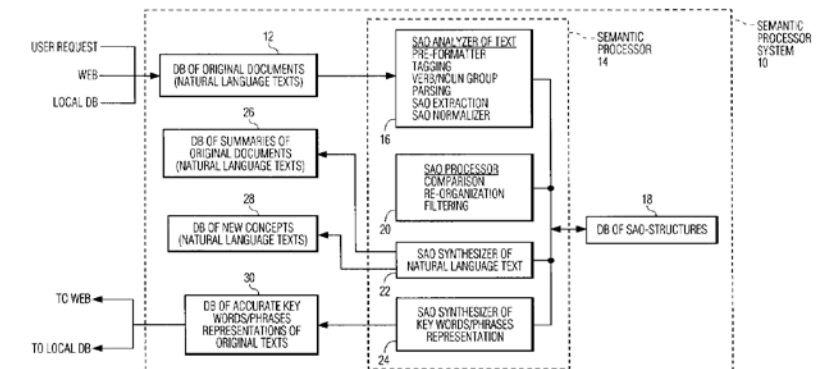 USER REQUEST
WEB
LOCAL DB
12
DB OF ORIGINAL DOCUMENTS
(NATURAL LANGUAGE TEXTS)
26
DB OF SUMMARIES OF
ORIGINAL DOCUMENTS
(NATURAL LANGUAGE TEXTS)
28
DB OF NEW CONCEPTS
(NATURAL LANGUAGE TEXTS)
30
DB OF ACCURATE KEY
WORDS/PHRASES
REPRESENTATIONS OF
ORIGINAL TEXTS
TO WEB
TO LOCAL DB
SAO ANALYZER OF TEXT
PRE-FORMATTER
TAGGING
VERB/NOUN GROUP
PARSING
SAO EXTRACTION
SAO NORMALIZER
16
SAO PROCESSOR
COMPARISON
RE-ORGANIZATION
FILTERING
20
SAO SYNTHESIZER OF
NATURAL LANGUAGE TEXT
22
SAO SYNTHESIZER OF
KEY WORDS/PHRASES
REPRESENTATION
24
SEMANTIC
PROCESSOR
14
SEMANTIC
PROCESSOR
SYSTEM
10
18
DB OF SAO-STRUCTURES